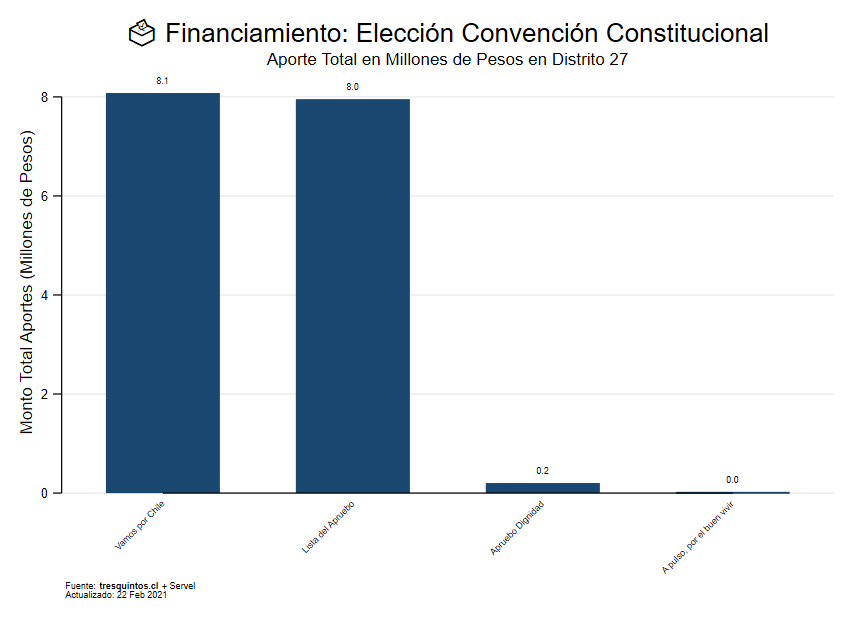 🗳 Financiamiento: Elección Convención Constitucional
Aporte Total en Millones de Pesos en Distrito 27
Monto Total Aportes (Millones de Pesos)
8
6
4
2
0
8.1
8.0
0.2
0.0
Vamos por Chile
Lista del Apruebo
Apruebo Dignidad
A pulso, por el buen vivir
Fuente: tresquintos.cl + Servel
Actualizado: 22 Feb 2021